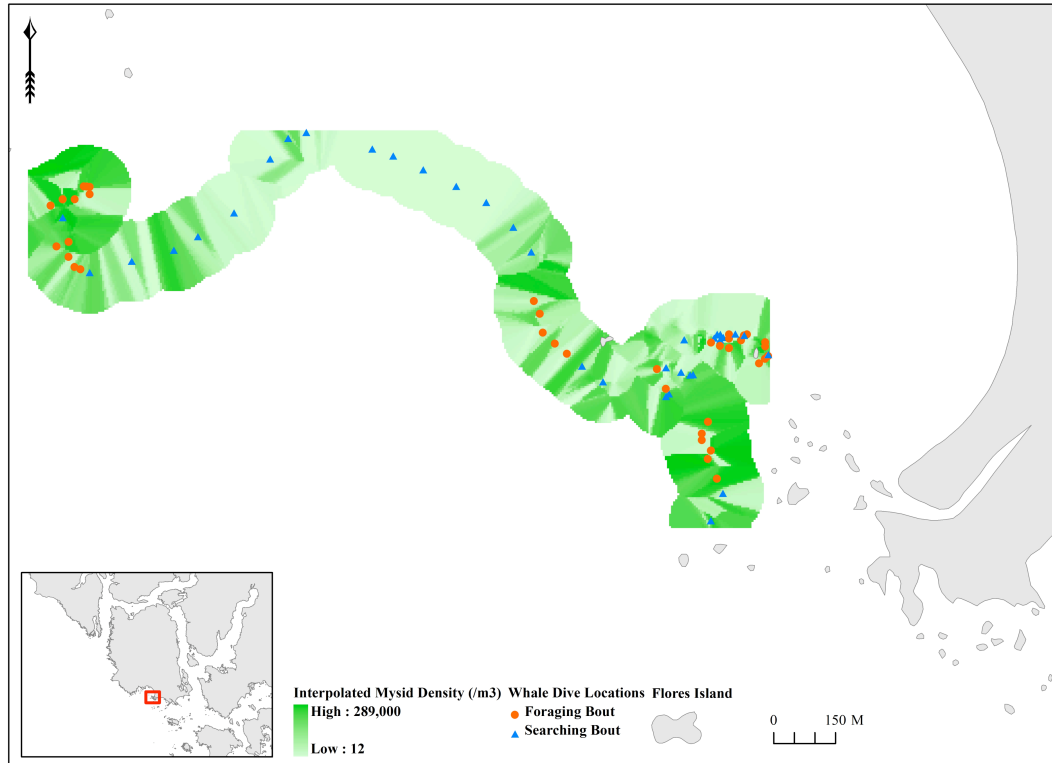 Interpolated Mysid Density (/m3) Whale Dive Locations Flores Island
High : 289,000
Low : 12
Foraging Bout
Searching Bout
0 150 M